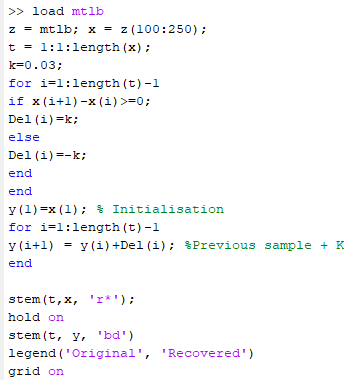 >> load mtlb
z = mtlb; x = z(100:250);
t = 1:1:length(x);
k=0.03;
for i=1:length(t)-1
if x(i+1)-x(i)>=0;
Del(i)=k;
else
Del(i)=-k;
end
end
y(1)=x(1); % Initialisation
for i=1:length(t)-1
y(i+1) = y(i)+Del(i); %Previous sample + K
end

stem(t,x, 'r*');
hold on
stem(t, y, 'bd')
legend('Original', 'Recovered')
grid on